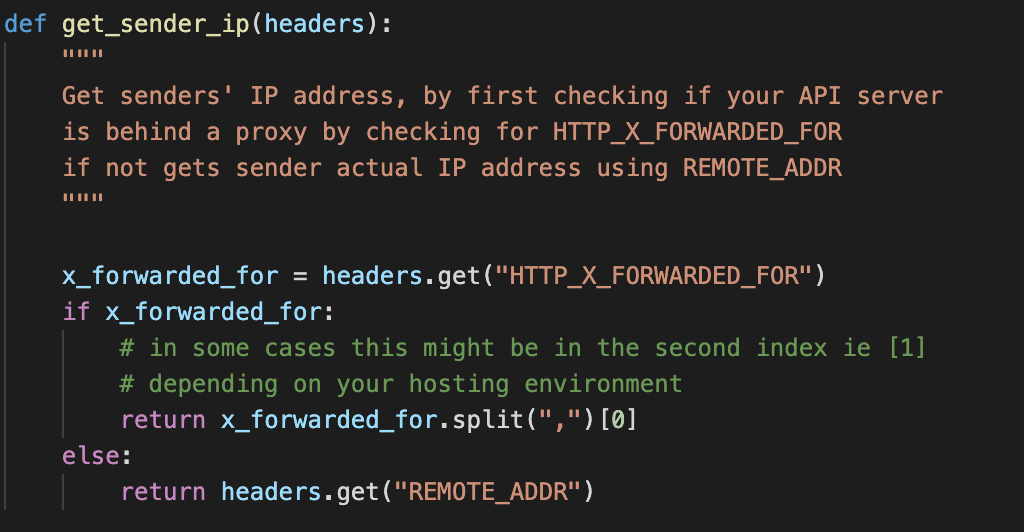 def get_sender_ip(headers):
    """
    Get senders' IP address, by first checking if your API server
    is behind a proxy by checking for HTTP_X_FORWARDED_FOR
    if not gets sender actual IP address using REMOTE_ADDR
    """

    x_forwarded_for = headers.get("HTTP_X_FORWARDED_FOR")
    if x_forwarded_for:
        # in some cases this might be in the second index ie [1]
        # depending on your hosting environment
        return x_forwarded_for.split(",")[0]
    else:
        return headers.get("REMOTE_ADDR")